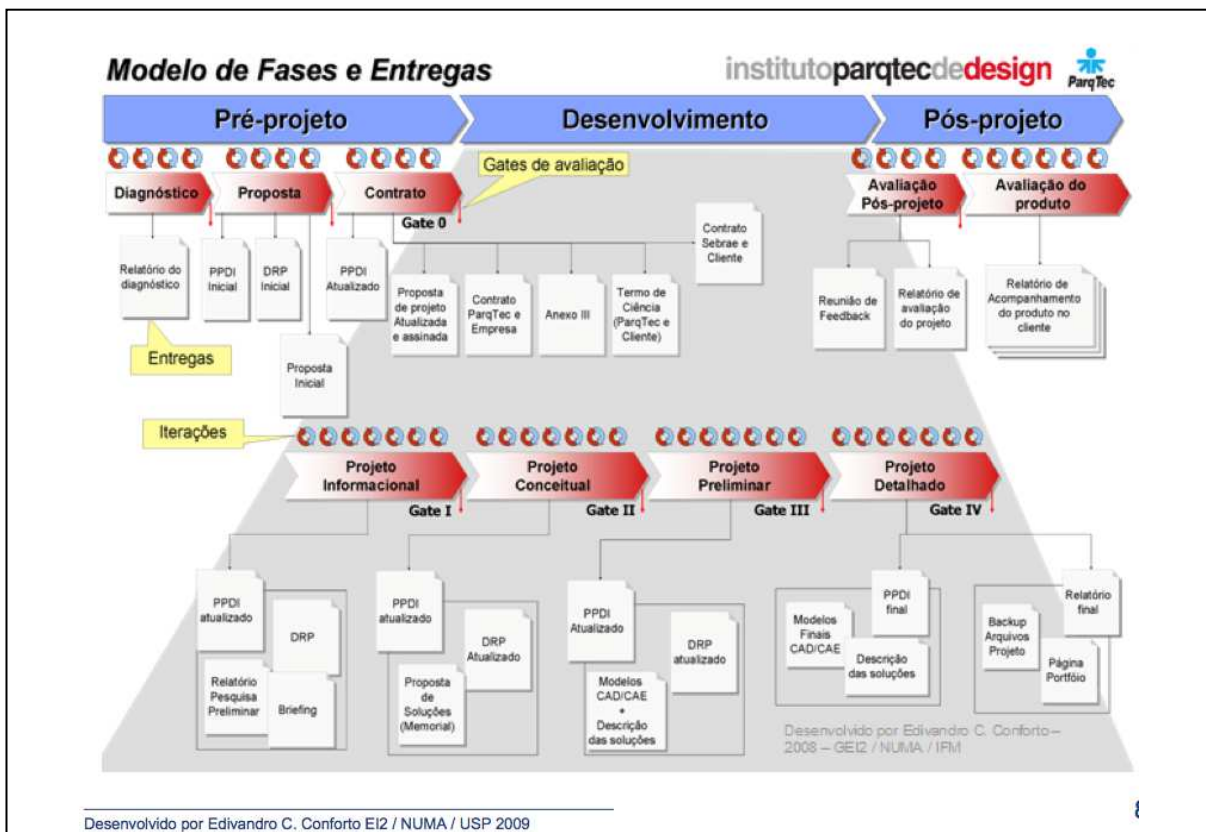 Modelo de Fases e Entregas
institutoparqtecdedesign
ParqTec
Pré-projeto
Desenvolvimento
Pós-projeto
Gates de avaliação
Diagnóstico
Proposta
Contrato
Gate 0
Avaliação
Pós-projeto
Avaliação do
produto
Relatório do
diagnóstico
PPDI
Inicial
DRP
Inicial
PPDI
Atualizado
Proposta
de projeto
Atualizada
e assinada
Contrato
ParqTec e
Empresa
Anexo III
Termo de
Ciência
(ParqTec e
Cliente)
Contrato
Sebrae e
Cliente
Reunião de
Feedback
Relatório de
avaliação
do projeto
Relatório de
Acompanhamento
do produto no
cliente
Entregas
Proposta
Inicial
Iterações
Projeto
Informacional
Gate I
Projeto
Conceitual
Gate II
Projeto
Preliminar
Gate III
Projeto
Detalhado
Gate IV
PPDI
atualizado
DRP
Relatório
Pesquisa
Preliminar
Briefing
PPDI
atualizado
DRP
Atualizado
Proposta
de
Soluções
(Memorial)
PPDI
Atualizado
DRP
atualizado
Modelos
CAD/CAE
+
Descrição
das soluções
PPDI
final
Modelos
Finais
CAD/CAE
Descrição
das soluções
Relatório
final
Backup
Arquivos
Projeto
Página
Portfóio
Desenvolvido por Edivandro C. Conforto –
2008 – GEI2 / NUMA / IFM
Desenvolvido por Edivandro C. Conforto EI2 / NUMA / USP 2009